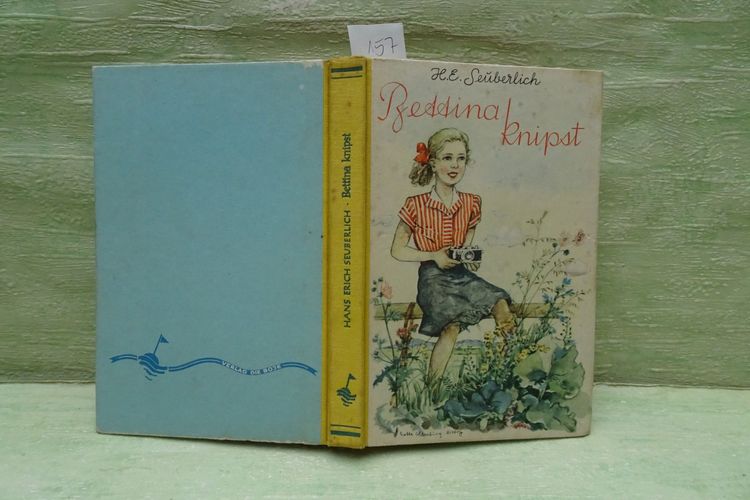 157
H.E. Seuberlich
Bettina
knipst
HANS ERICH SEUBERLICH · Bettina knipst
VERLAG DIE BOJE